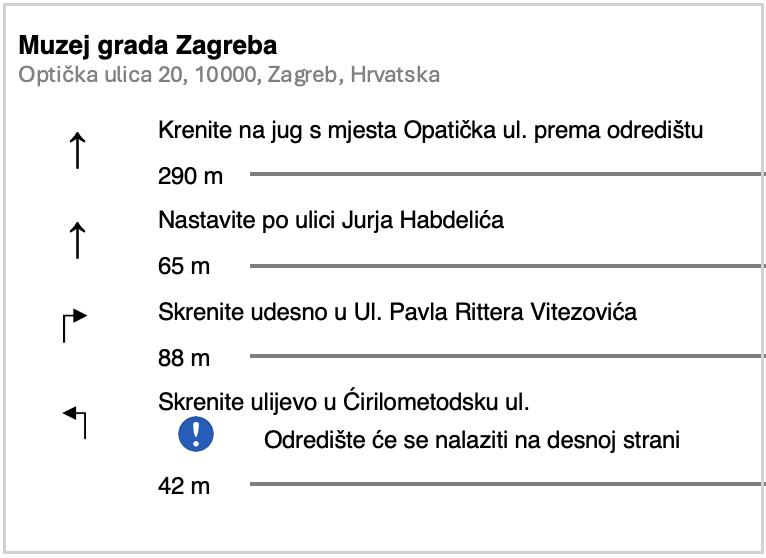 Muzej grada Zagreba
Optička ulica 20, 10000, Zagreb, Hrvatska
Krenite na jug s mjesta Opatička ul. prema odredištu
290 m
Nastavite po ulici Jurja Habdelića
65 m
Skrenite udesno u Ul. Pavla Rittera Vitezovića
88 m
Skrenite ulijevo u Ćirilometodsku ul.
Odredište će se nalaziti na desnoj strani
42 m